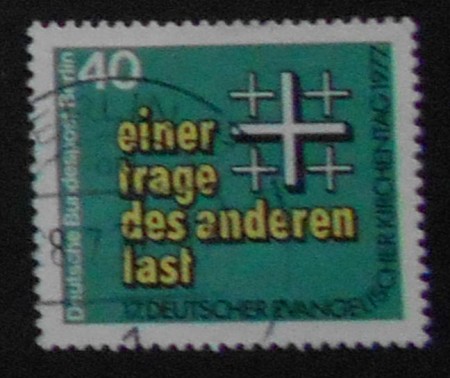 40
Deutsche Bundespost Berlin
einer
trage
des anderen
last
17. DEUTSCHER EVANGELISCHER KIRCHENTAG 1977